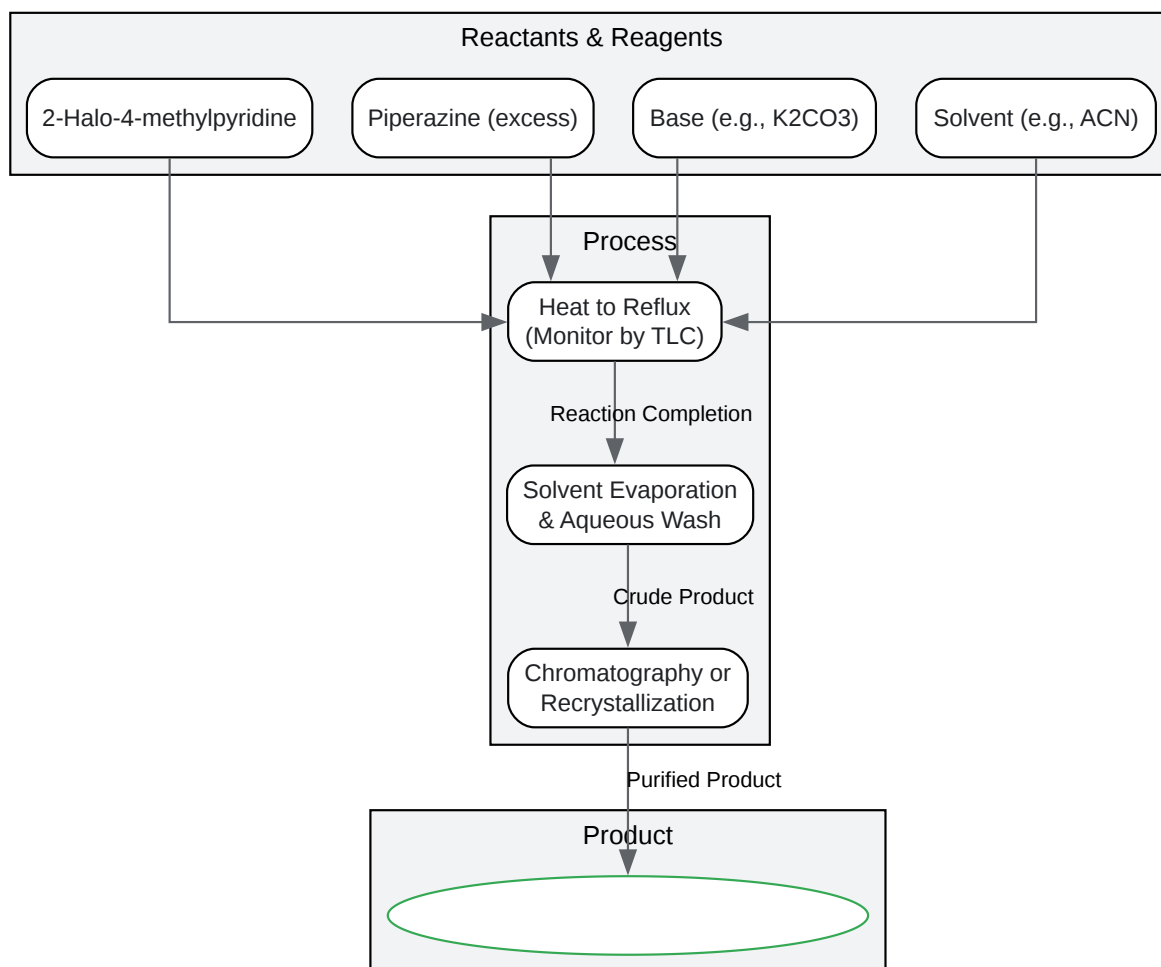 Reactants & Reagents
2-Halo-4-methylpyridine
Piperazine (excess)
Base (e.g., K2CO3)
Solvent (e.g., ACN)
Process
Heat to Reflux
(Monitor by TLC)
Reaction Completion
Solvent Evaporation
& Aqueous Wash
Crude Product
Chromatography or
Recrystallization
Purified Product
Product